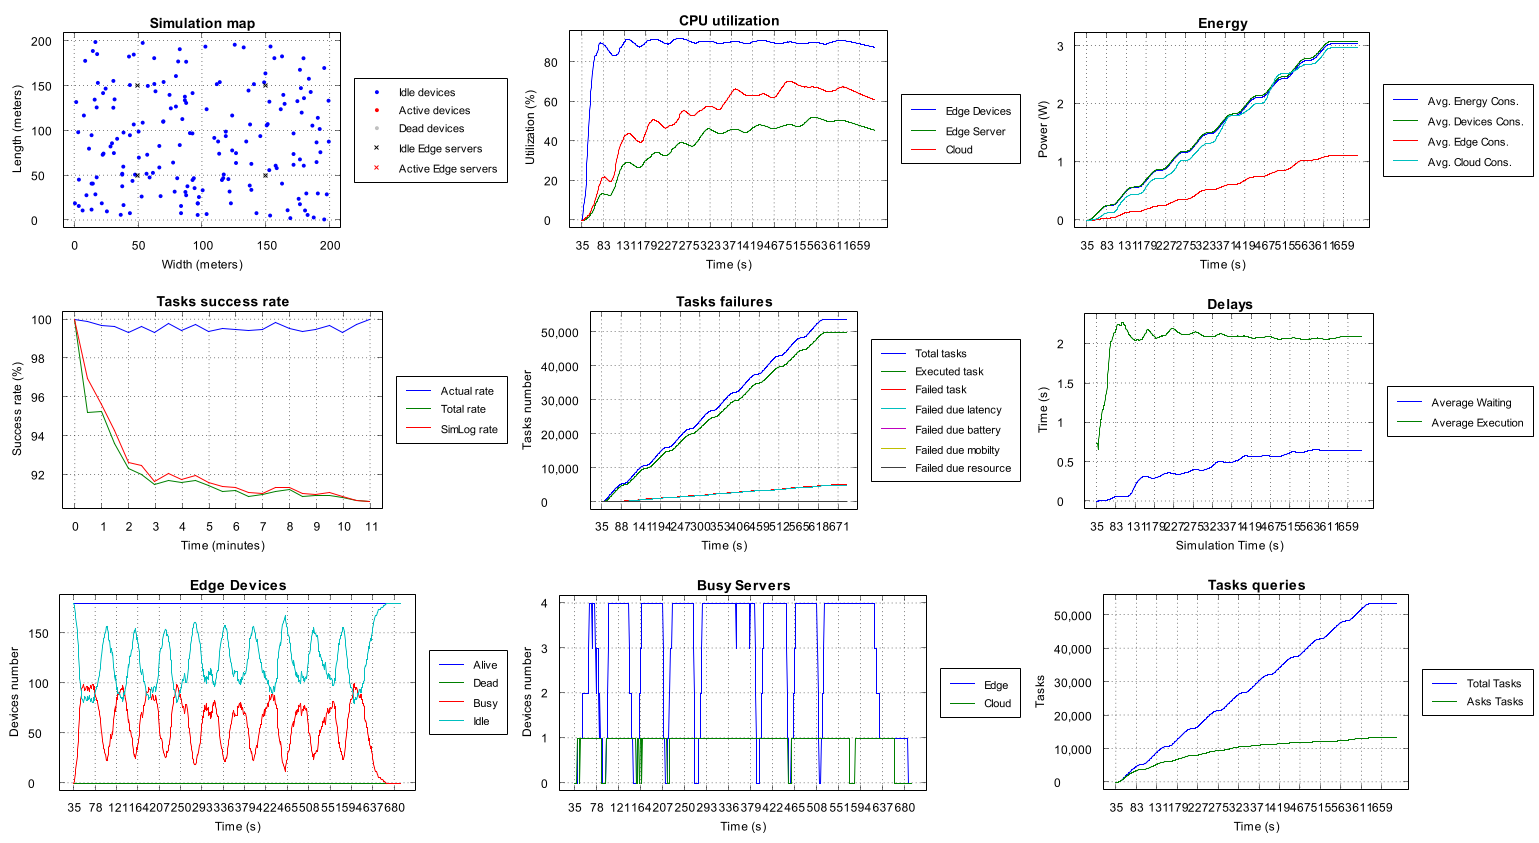 Simulation map
Length (meters)
200
150
100
50
0
0 50 100 150 200
Width (meters)
Idle devices
Active devices
Dead devices
Idle Edge servers
Active Edge servers
CPU utilization
Utilization (%)
80
60
40
20
0
35 83 131179227275323371419467515563611659
Time (s)
Edge Devices
Edge Server
Cloud
Energy
Power (W)
3
2
1
0
35 83 131179227275323371419467515563611659
Time (s)
Avg. Energy Cons.
Avg. Devices Cons.
Avg. Edge Cons.
Avg. Cloud Cons.
Tasks success rate
Success rate (%)
100
98
96
94
92
0 1 2 3 4 5 6 7 8 9 10 11
Time (minutes)
Actual rate
Total rate
SimLog rate
Tasks failures
Tasks number
50,000
40,000
30,000
20,000
10,000
0
35 88 141194247300353406459512565618671
Time (s)
Total tasks
Executed task
Failed task
Failed due latency
Failed due battery
Failed due mobilty
Failed due resource
Delays
Time (s)
2
1.5
1
0.5
0
35 83 131179227275323371419467515563611659
Simulation Time (s)
Average Waiting
Average Execution
Edge Devices
Devices number
150
100
50
0
35 78 121164207250293336379422465508551594637680
Time (s)
Alive
Dead
Busy
Idle
Busy Servers
Devices number
4
3
2
1
0
35 78 121164207250293336379422465508551594637680
Time (s)
Edge
Cloud
Tasks queries
Tasks
50,000
40,000
30,000
20,000
10,000
0
35 83 131179227275323371419467515563611659
Time (s)
Total Tasks
Asks Tasks